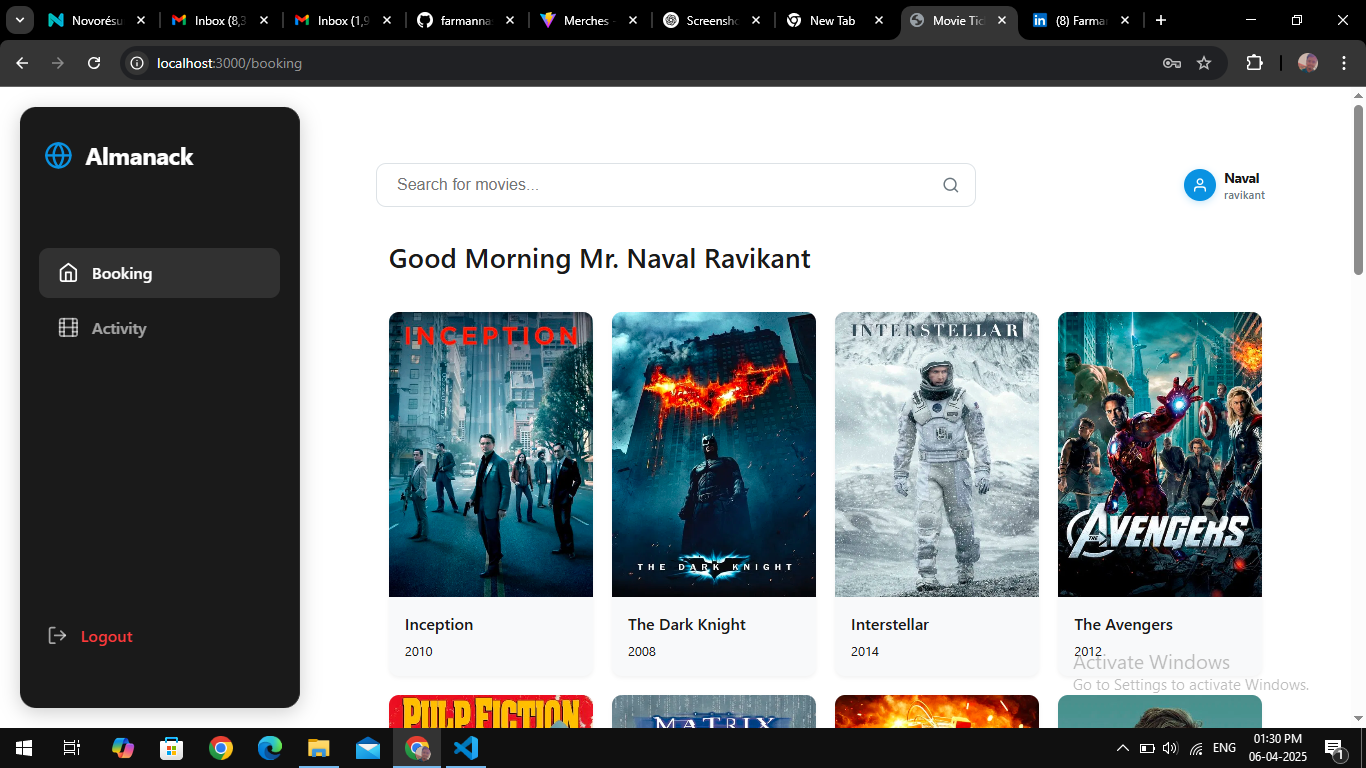 Novorésu
Inbox (8,3
Inbox (1,9
farmanna
Merches -
Screensho
New Tab
Movie Tic
(8) Farma
localhost:3000/booking
Almanack
Search for movies...
Naval
ravikant
Good Morning Mr. Naval Ravikant
Booking
Activity
Logout
INCEPTION
THE DARK KNIGHT
INTERSTELLAR
THE AVENGERS
Inception
The Dark Knight
Interstellar
The Avengers
2010
2008
2014
2012
Activate Windows
Go to Settings to activate Windows.
PULP FICTION
MATRIX
ENG
01:30 PM
06-04-2025
1